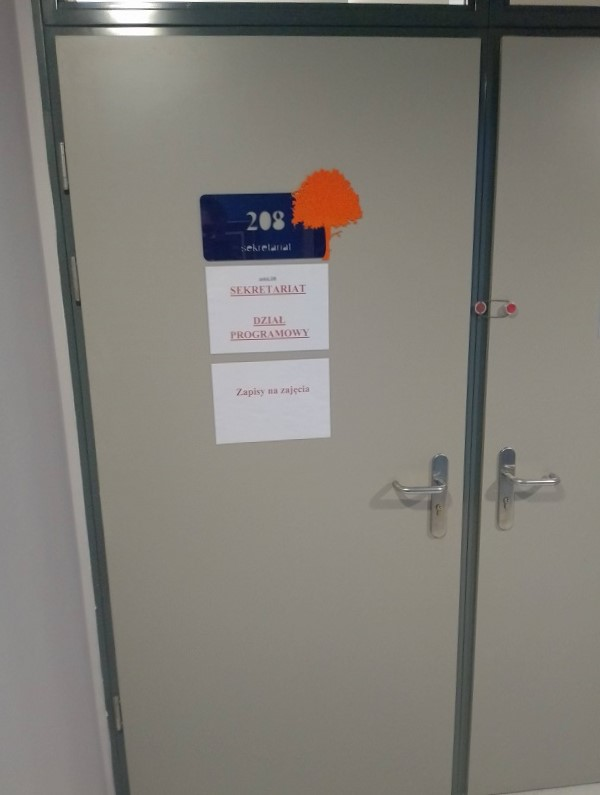 208
sekretariat
SEKRETARIAT
DZIAŁ
PROGRAMOWY
Zapisy na zajęcia